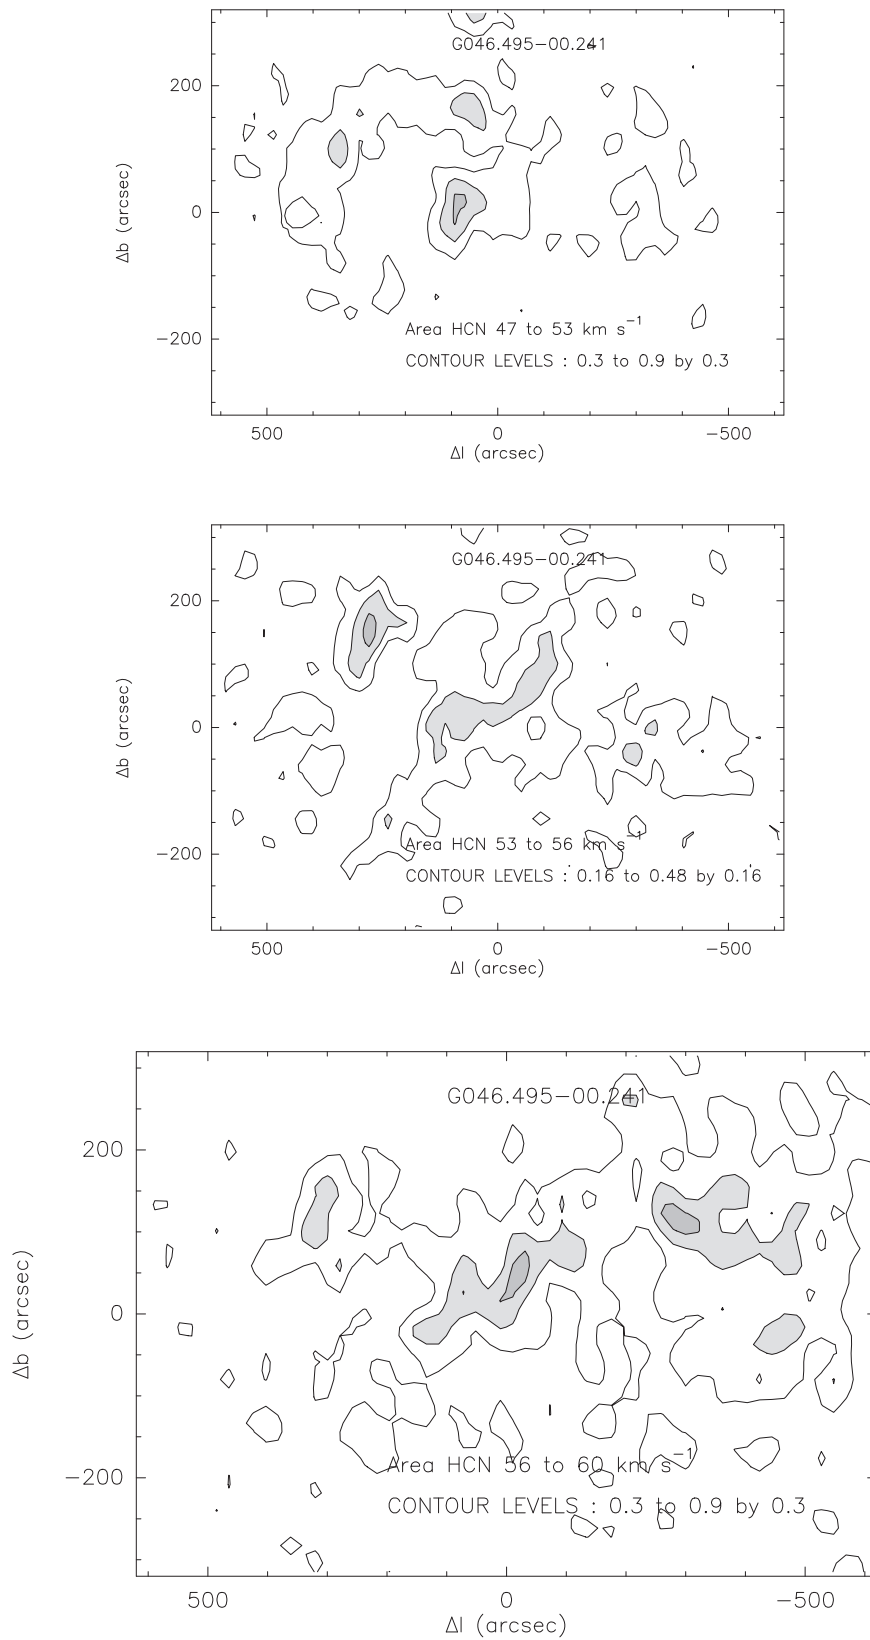 G046.495−00.241
200
0
−200
Δb (arcsec)
Area HCN 47 to 53 km s⁻¹
CONTOUR LEVELS : 0.3 to 0.9 by 0.3
500 0 −500
Δl (arcsec)
G046.495−00.241
200
0
−200
Δb (arcsec)
Area HCN 53 to 56 km s⁻¹
CONTOUR LEVELS : 0.16 to 0.48 by 0.16
500 0 −500
Δl (arcsec)
G046.495−00.241
200
0
−200
Δb (arcsec)
Area HCN 56 to 60 km s⁻¹
CONTOUR LEVELS : 0.3 to 0.9 by 0.3
500 0 −500
Δl (arcsec)